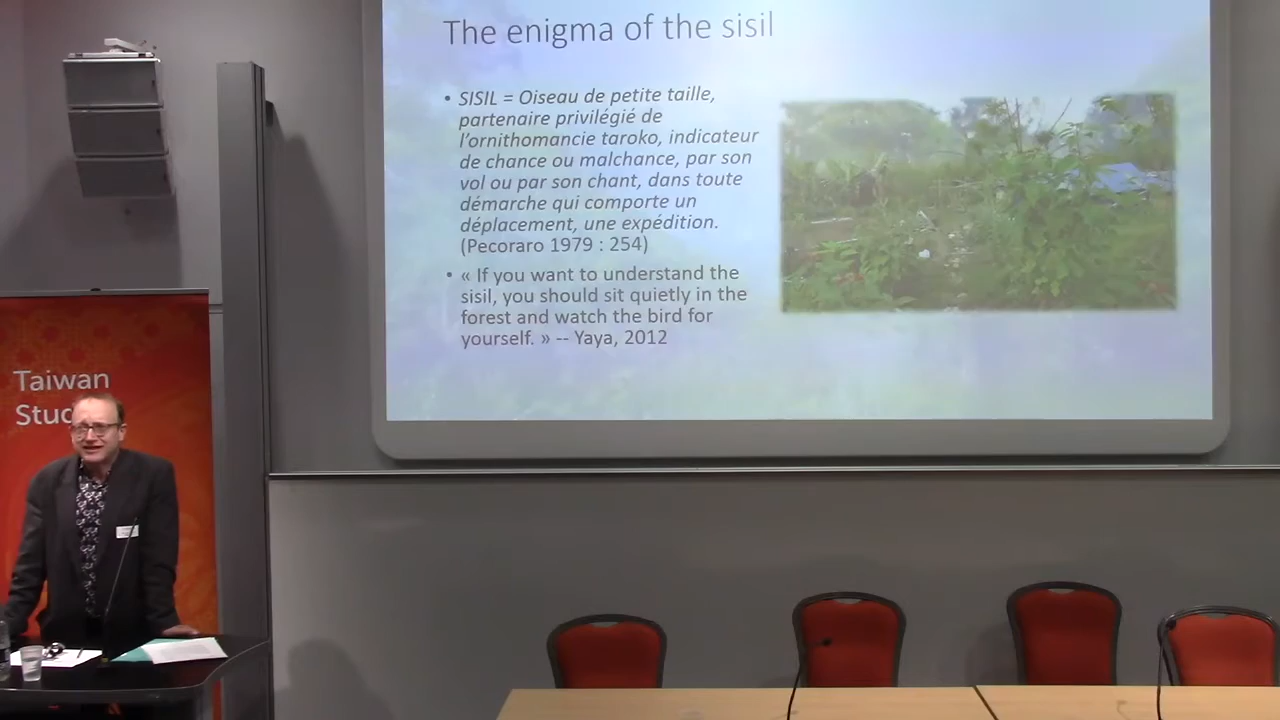 The enigma of the sisil
• SISIL = Oiseau de petite taille,
partenaire privilégié de
l'ornithomancie taroko, indicateur
de chance ou malchance, par son
vol ou par son chant, dans toute
démarche qui comporte un
déplacement, une expédition.
(Pecoraro 1979 : 254)
• « If you want to understand the
sisil, you should sit quietly in the
forest and watch the bird for
yourself. » -- Yaya, 2012
Taiwan